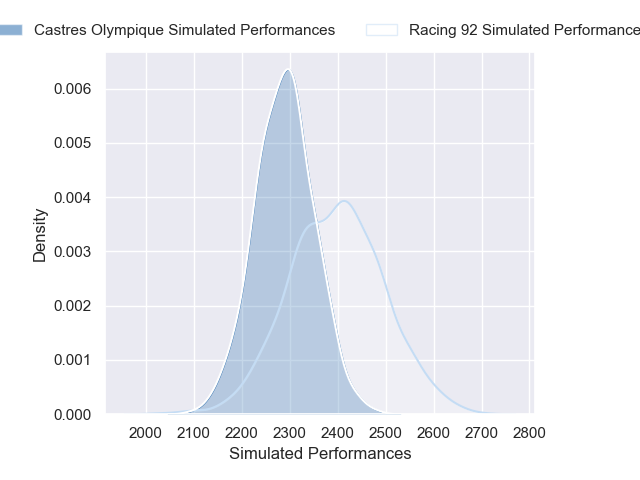 Castres Olympique Simulated Performances
Racing 92 Simulated Performance
0.006
0.005
0.004
0.003
0.002
0.001
0.000
Density
2000 2100 2200 2300 2400 2500 2600 2700 2800
Simulated Performances